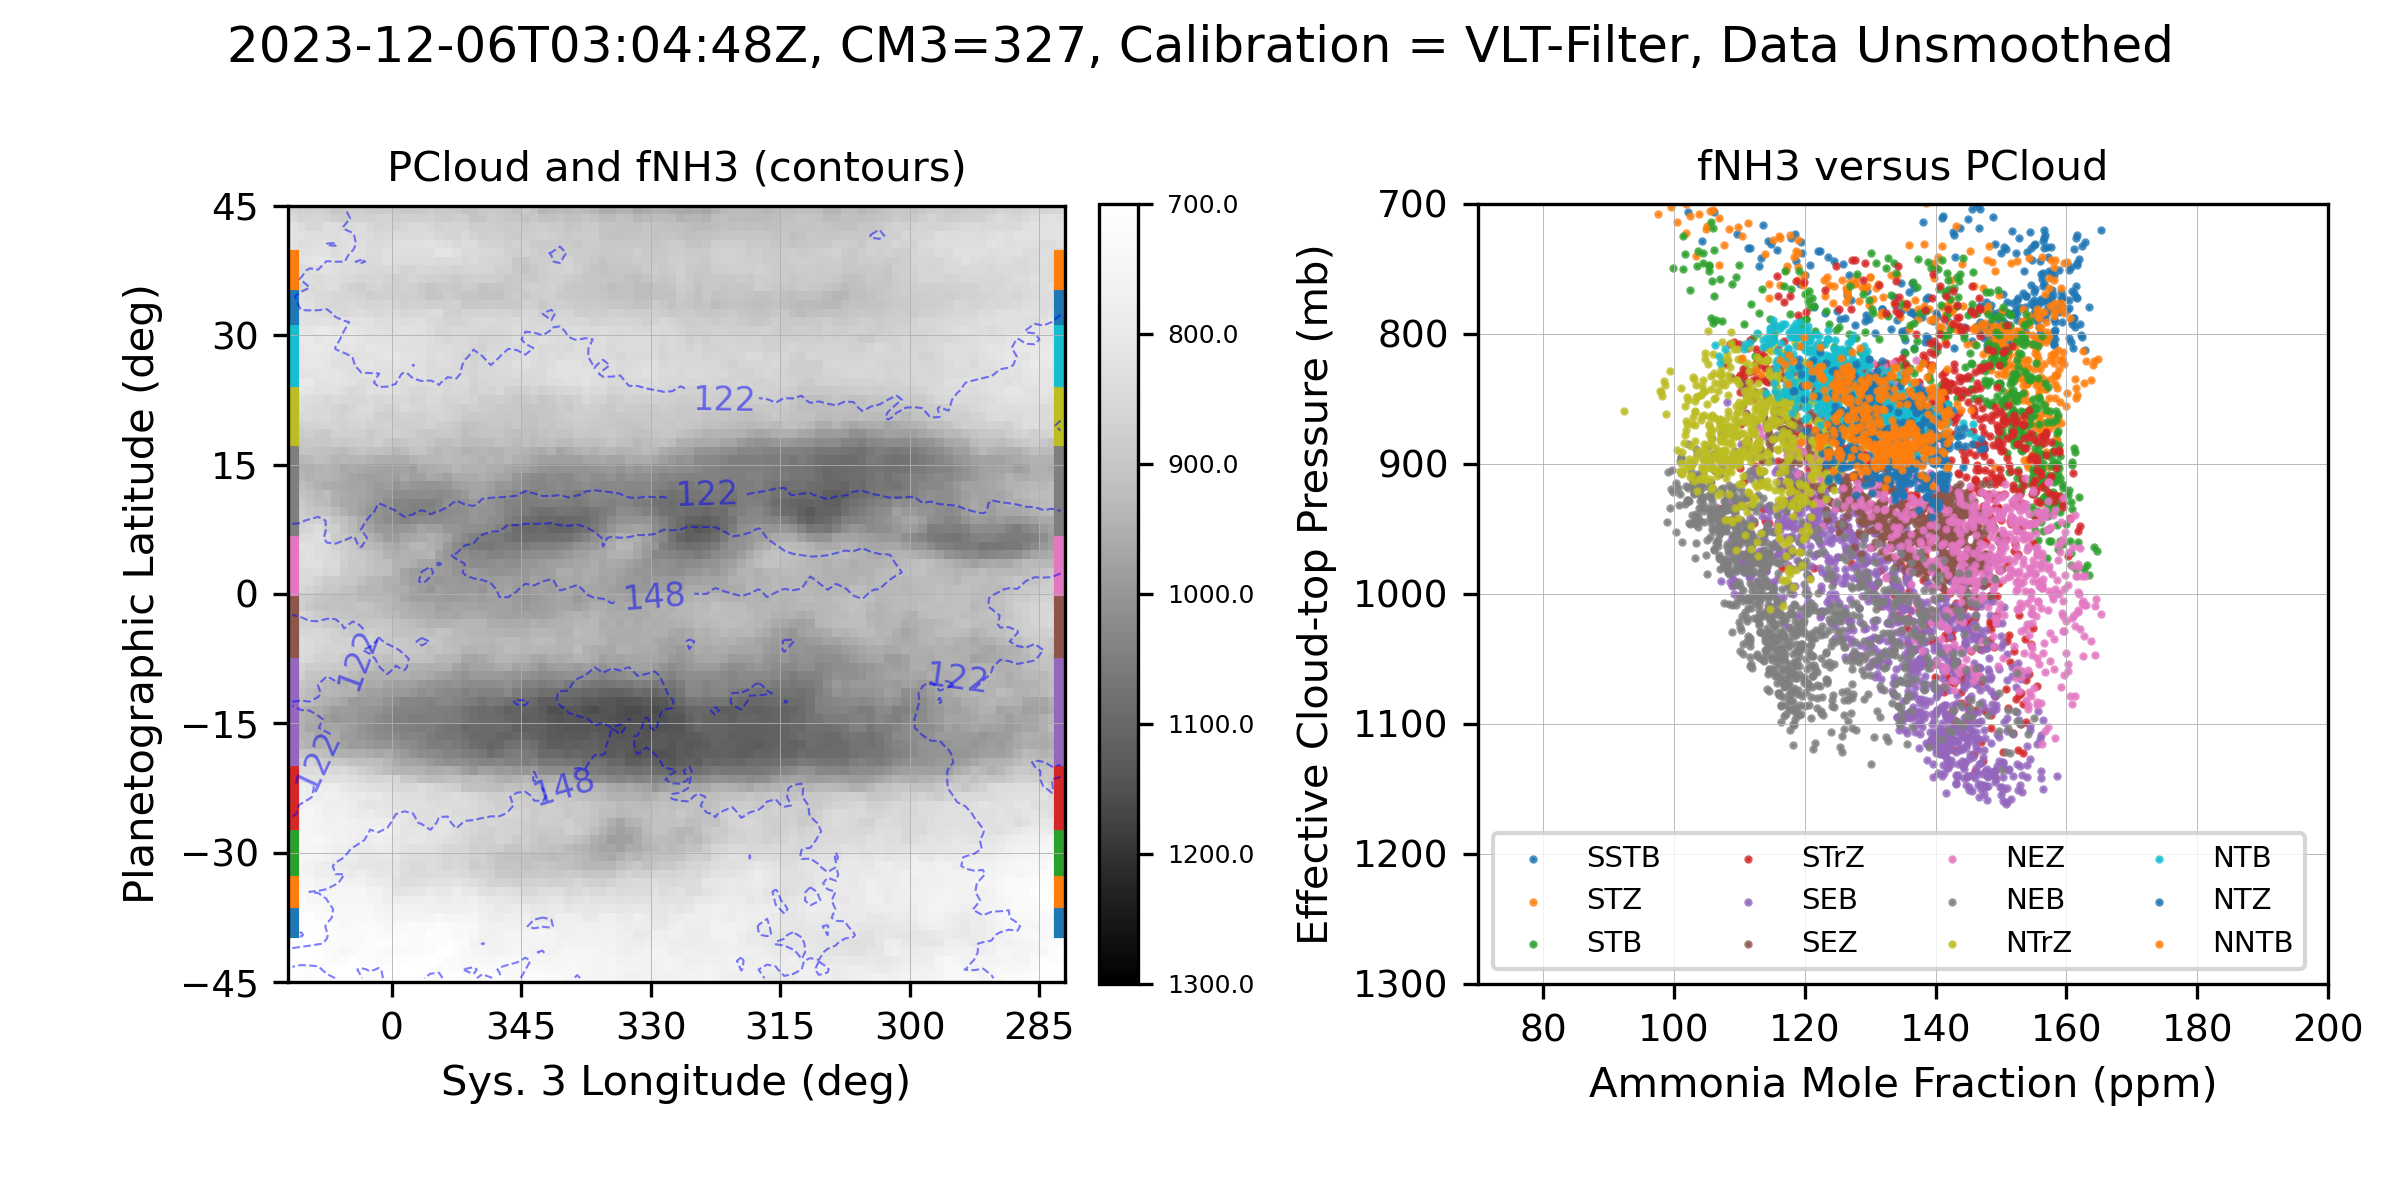 2023-12-06T03:04:48Z, CM3=327, Calibration = VLT-Filter, Data Unsmoothed
PCloud and fNH3 (contours)
45
30
15
0
−15
−30
−45
Planetographic Latitude (deg)
0
345
330
315
300
285
Sys. 3 Longitude (deg)
122
122
148
122
122
122
148
700.0
800.0
900.0
1000.0
1100.0
1200.0
1300.0
fNH3 versus PCloud
700
800
900
1000
1100
1200
1300
Effective Cloud-top Pressure (mb)
SSTB
STZ
STB
STrZ
SEB
SEZ
NEZ
NEB
NTrZ
NTB
NTZ
NNTB
80
100
120
140
160
180
200
Ammonia Mole Fraction (ppm)